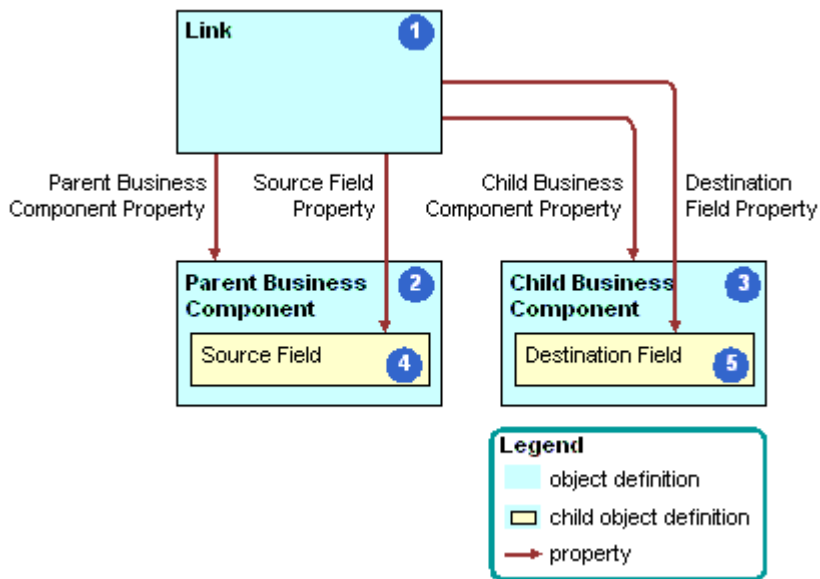 Link
1
Parent Business
Component Property
Source Field
Property
Child Business
Component Property
Destination
Field Property
Parent Business
Component
2
Source Field
4
Child Business
Component
3
Destination Field
5
Legend
object definition
child object definition
property